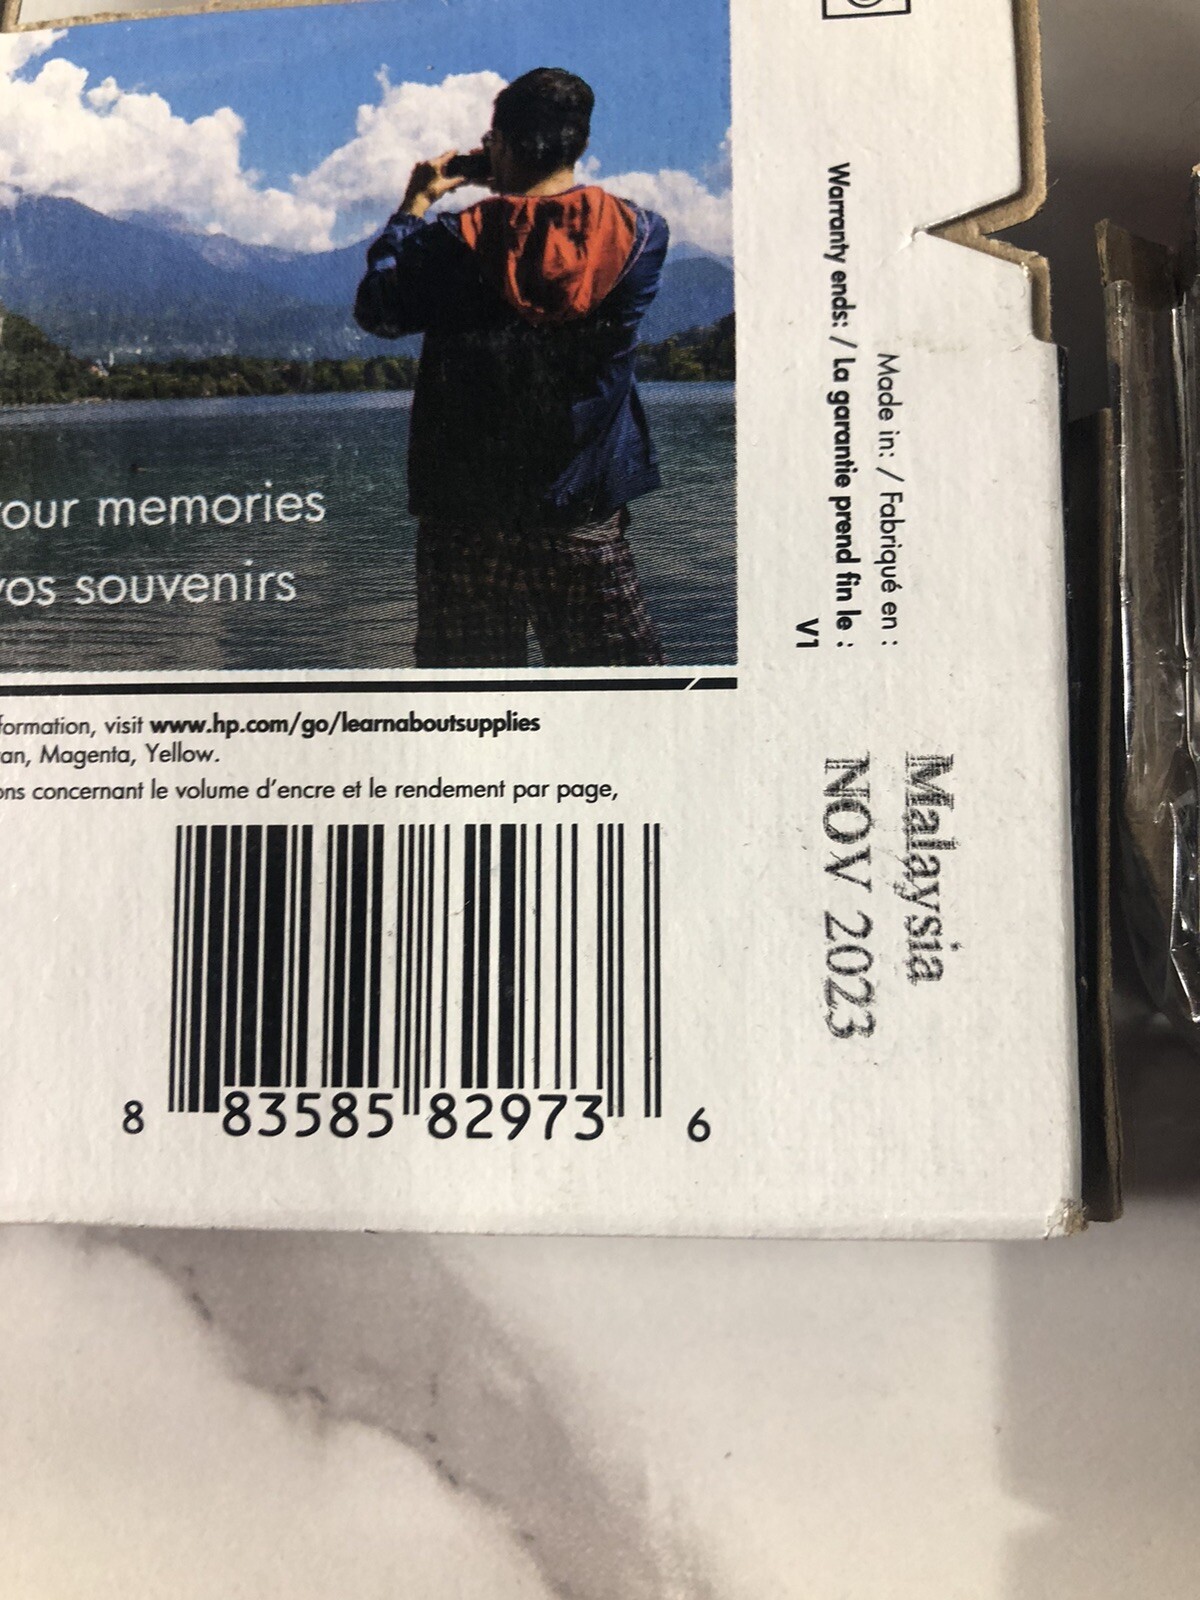 our memories
vos souvenirs
formation, visit www.hp.com/go/learnaboutsupplies
an, Magenta, Yellow.
ons concernant le volume d'encre et le rendement par page,
8 83585 82973 6
Made in: / Fabriqué en : Malaysia
Warranty ends: / La garantie prend fin le : NOV 2023
V1